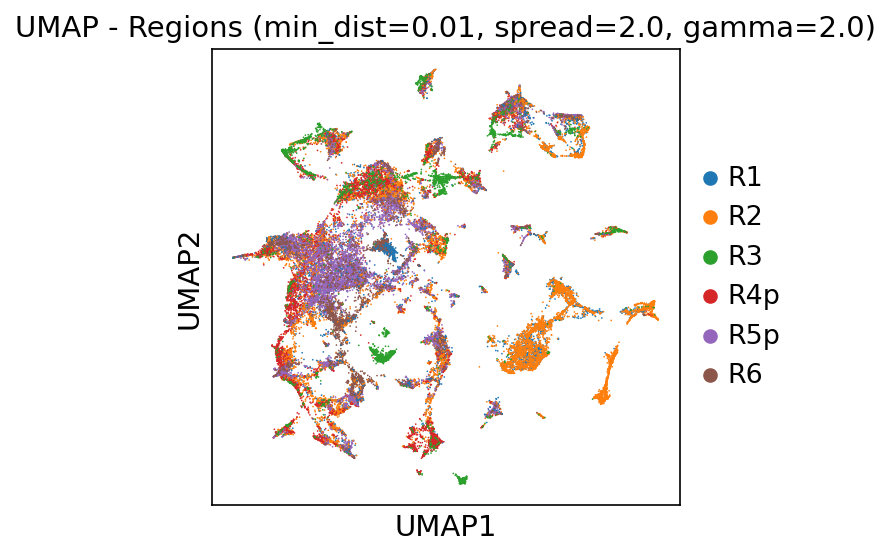 UMAP - Regions (min_dist=0.01, spread=2.0, gamma=2.0)
UMAP2
R1
R2
R3
R4p
R5p
R6
UMAP1